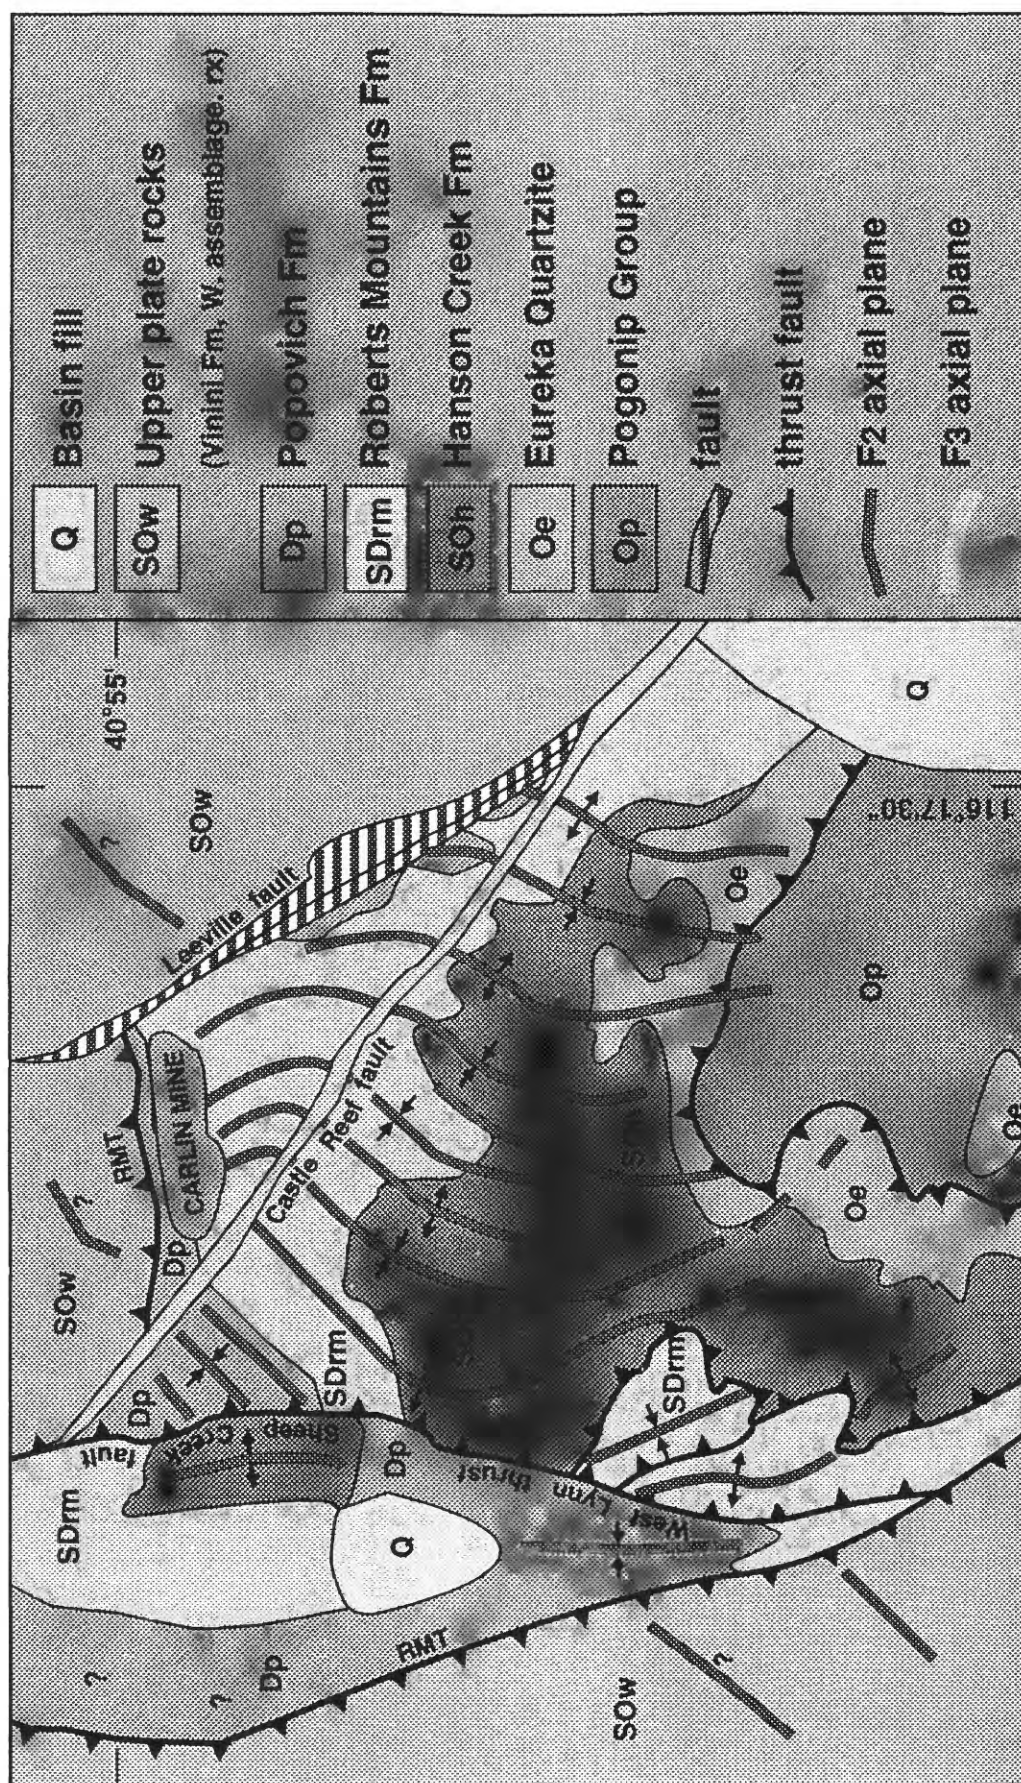 Q Basin fill
SOw Upper plate rocks
(Vinini Fm, W. assemblage. rx)
Dp Popovich Fm
SDrm Roberts Mountains Fm
SOh Hanson Creek Fm
Oe Eureka Quartzite
Op Pogonip Group
fault
thrust fault
F2 axial plane
F3 axial plane
40°55'
116°17'30"
SOw
?
Leeville fault
SOw
?
RMT
CARLIN MINE
Dp
Castle Reef fault
Q
Oe
Op
Oe
Oe
SOh
SDrm
Dp
SDrm
Sheep
Creek
fault
SDrm
Q
Dp
West
Lynn
thrust
RMT
?
?
Dp
SOw
?